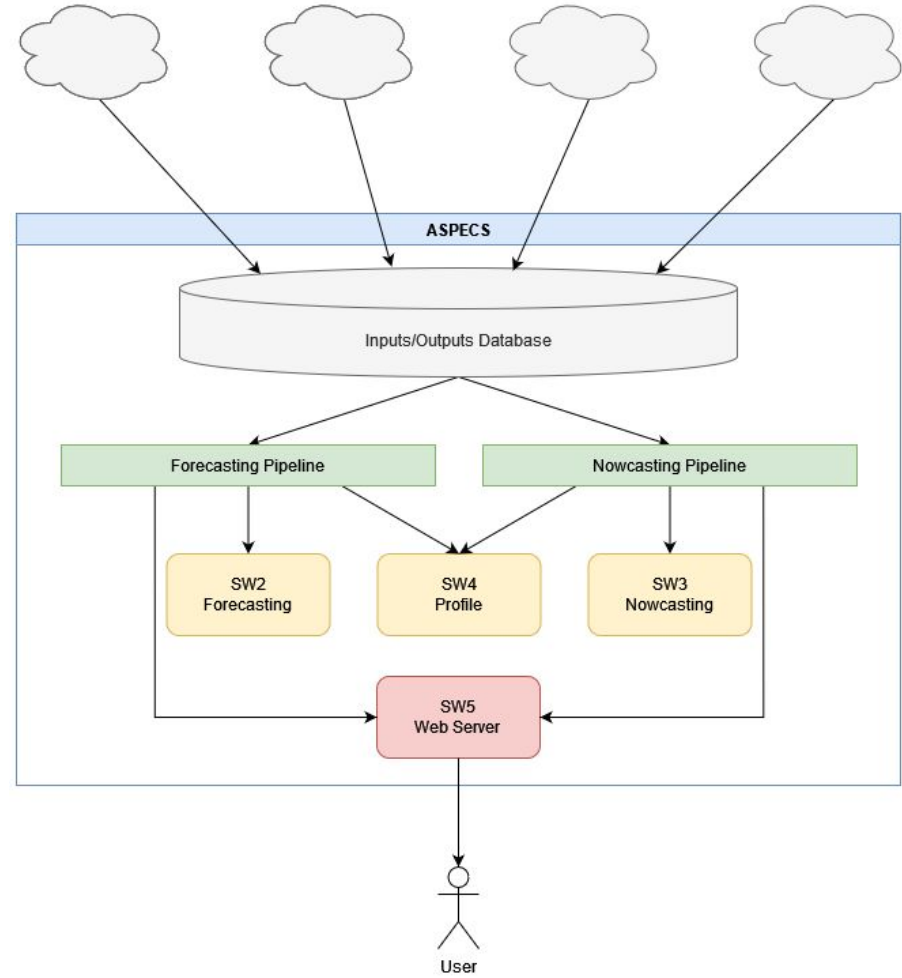 ASPECS
Inputs/Outputs Database
Forecasting Pipeline
Nowcasting Pipeline
SW2
Forecasting
SW4
Profile
SW3
Nowcasting
SW5
Web Server
User